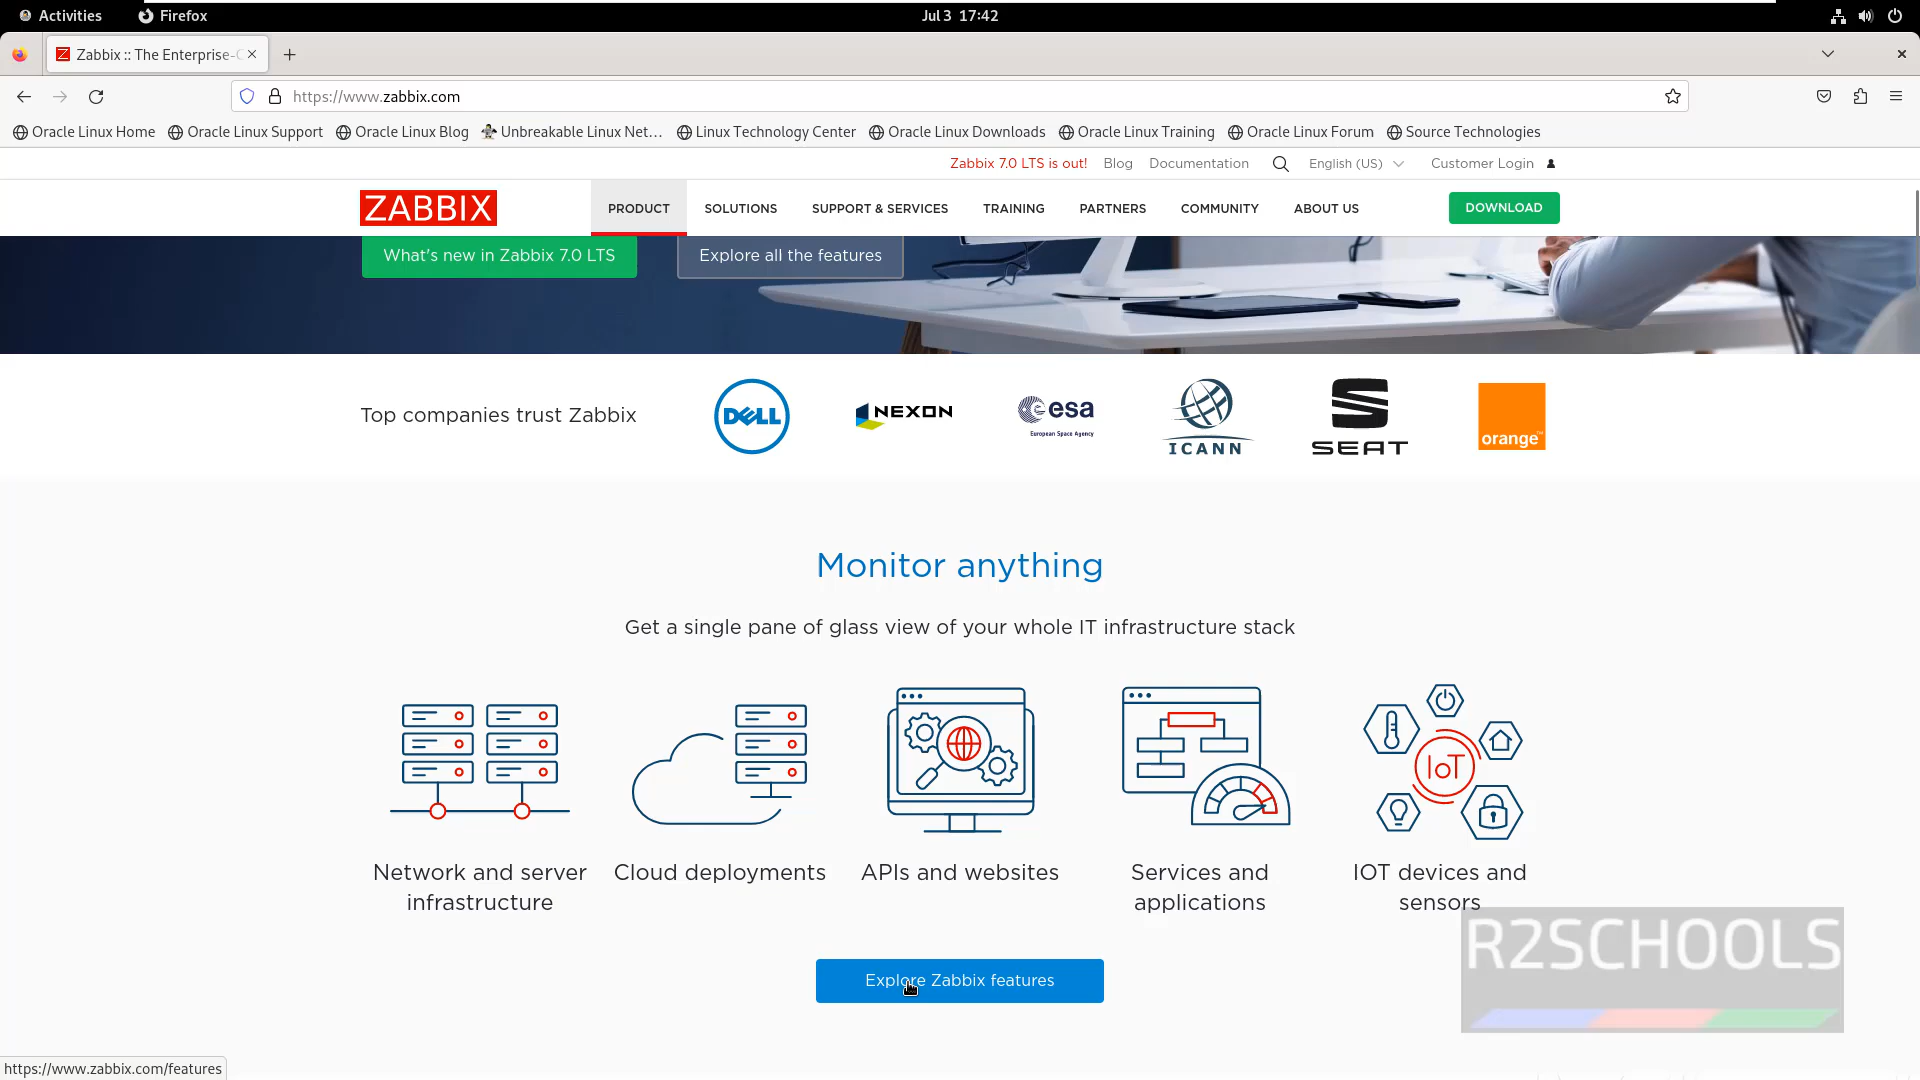 Activities
Firefox
Jul 3 17:42
Zabbix :: The Enterprise-
https://www.zabbix.com
Oracle Linux Home
Oracle Linux Support
Oracle Linux Blog
Unbreakable Linux Net...
Linux Technology Center
Oracle Linux Downloads
Oracle Linux Training
Oracle Linux Forum
Source Technologies
Zabbix 7.0 LTS is out!
Blog
Documentation
English (US)
Customer Login
ZABBIX
PRODUCT
SOLUTIONS
SUPPORT & SERVICES
TRAINING
PARTNERS
COMMUNITY
ABOUT US
DOWNLOAD
What's new in Zabbix 7.0 LTS
Explore all the features
Top companies trust Zabbix
DELL
NEXON
esa
European Space Agency
ICANN
SEAT
orange
Monitor anything
Get a single pane of glass view of your whole IT infrastructure stack
IoT
Network and server
infrastructure
Cloud deployments
APIs and websites
Services and
applications
IOT devices and
sensors
Explore Zabbix features
R2SCHOOLS
https://www.zabbix.com/features